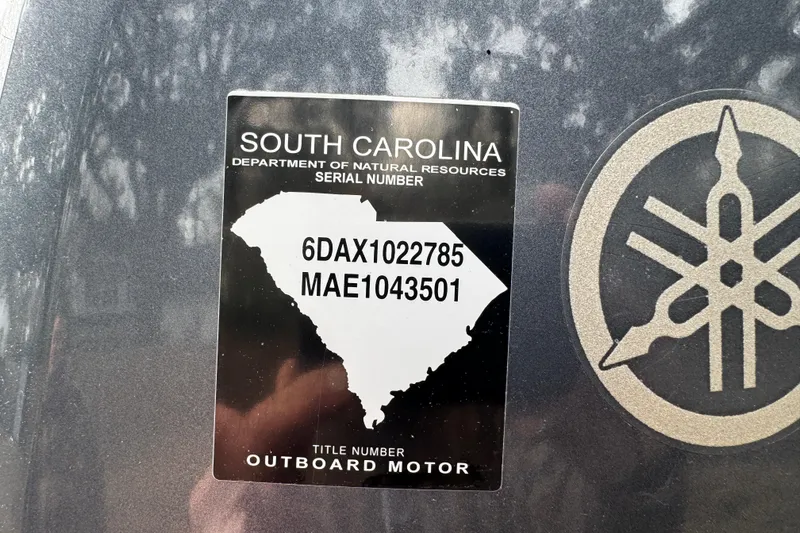 SOUTH CAROLINA
DEPARTMENT OF NATURAL RESOURCES
SERIAL NUMBER
6DAX1022785
MAE1043501
TITLE NUMBER
OUTBOARD MOTOR